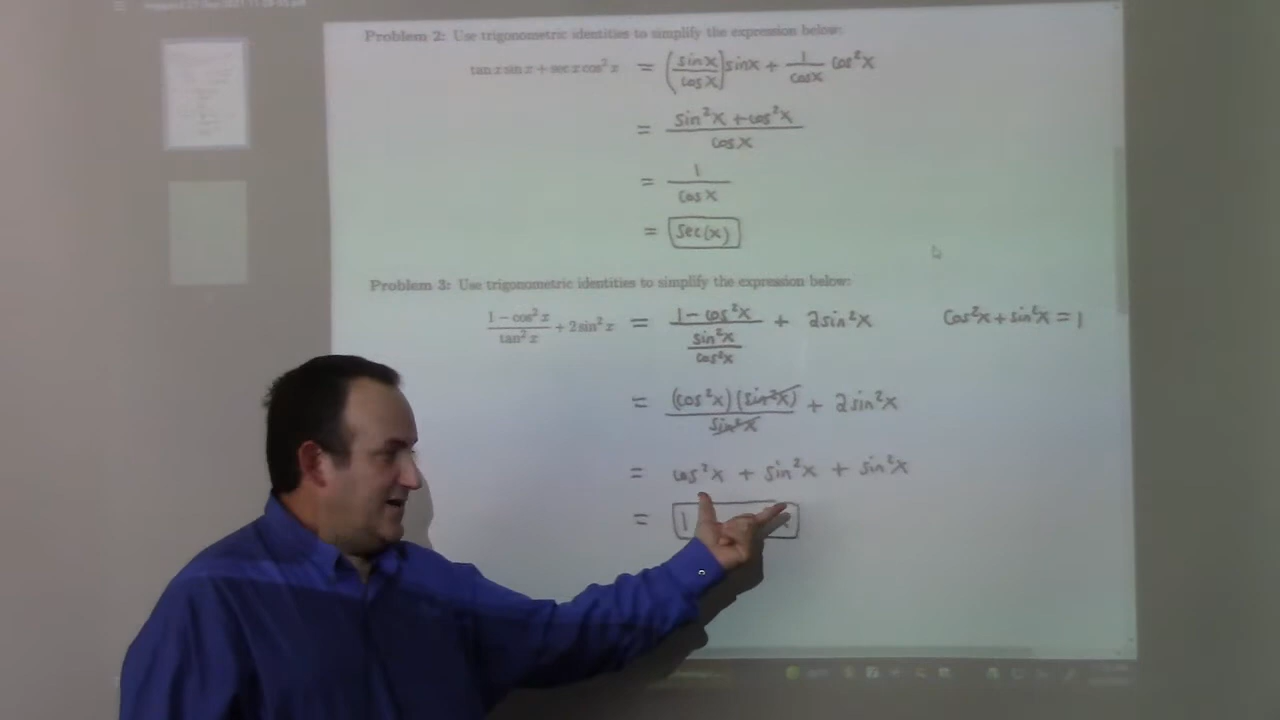 Problem 2: Use trigonometric identities to simplify the expression below:
tan x sin x + sec x cos² x = (sin x / cos x) sin x + 1/cos x cos² x
= (sin² x + cos² x) / cos x
= 1 / cos x
= sec(x)
Problem 3: Use trigonometric identities to simplify the expression below:
(1 − cos² x) / tan² x + 2 sin² x = (1 − cos² x) / (sin² x / cos² x) + 2 sin² x    cos² x + sin² x = 1
= (cos² x)(sin² x) / sin² x + 2 sin² x
= cos² x + sin² x + sin² x
= 1